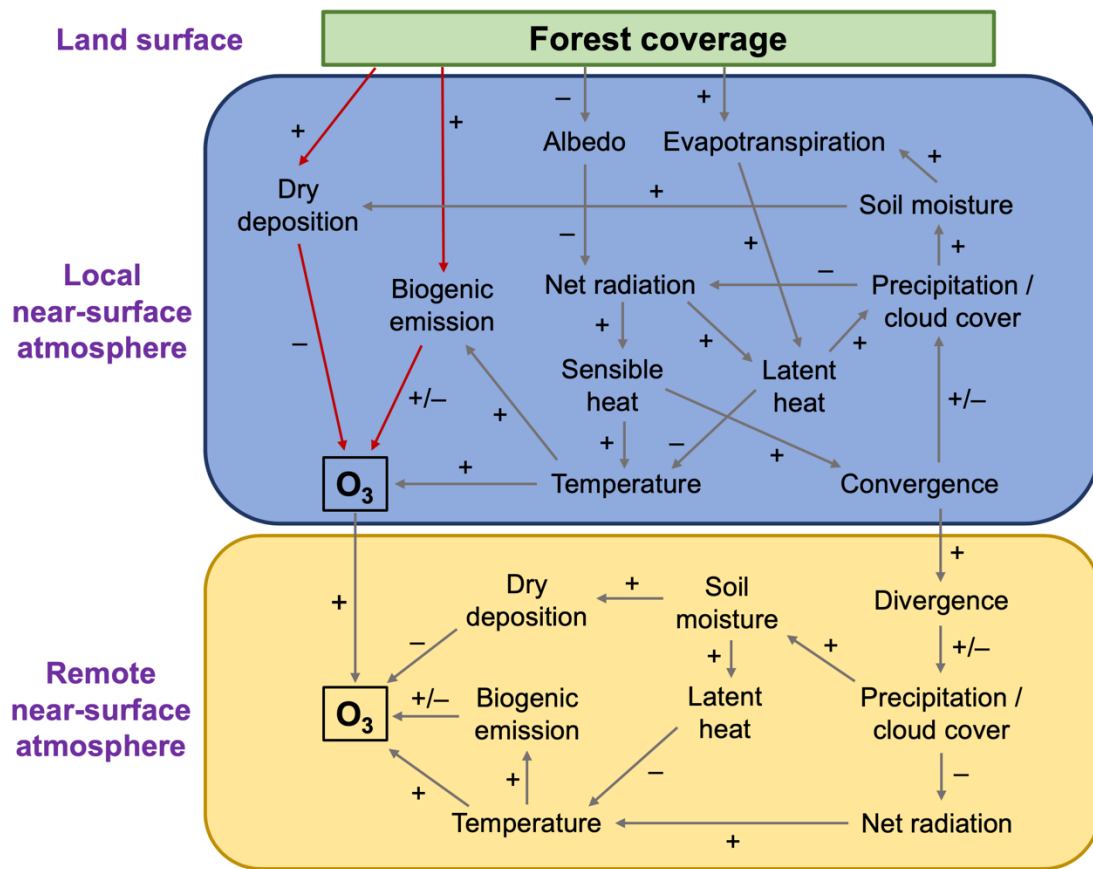 Land surface
Forest coverage
–
+
+
+
Albedo
Evapotranspiration
+
Dry
deposition
+
Soil moisture
–
+
+
Local
near-surface
atmosphere
Biogenic
emission
Net radiation
–
Precipitation /
cloud cover
–
+
+
+
Sensible
heat
Latent
heat
+/–
+/–
+
+
–
+
+
O3
Temperature
Convergence
+
+
Dry
deposition
+
Soil
moisture
Divergence
–
+
+
+/–
Remote
near-surface
atmosphere
O3
+/–
Biogenic
emission
Latent
heat
Precipitation /
cloud cover
+
+
–
–
Temperature
+
Net radiation